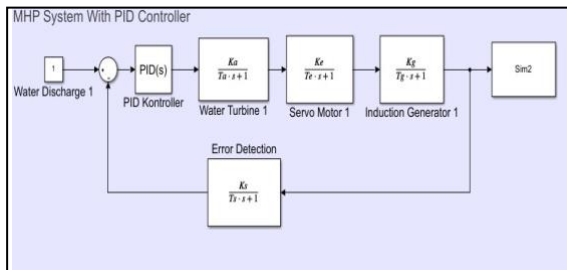 MHP System With PID Controller
1
Water Discharge 1
PID(s)
PID Kontroller
Ka
Ta · s + 1
Water Turbine 1
Ke
Te · s + 1
Servo Motor 1
Kg
Tg · s + 1
Induction Generator 1
Sim2
Error Detection
Ks
Ts · s + 1